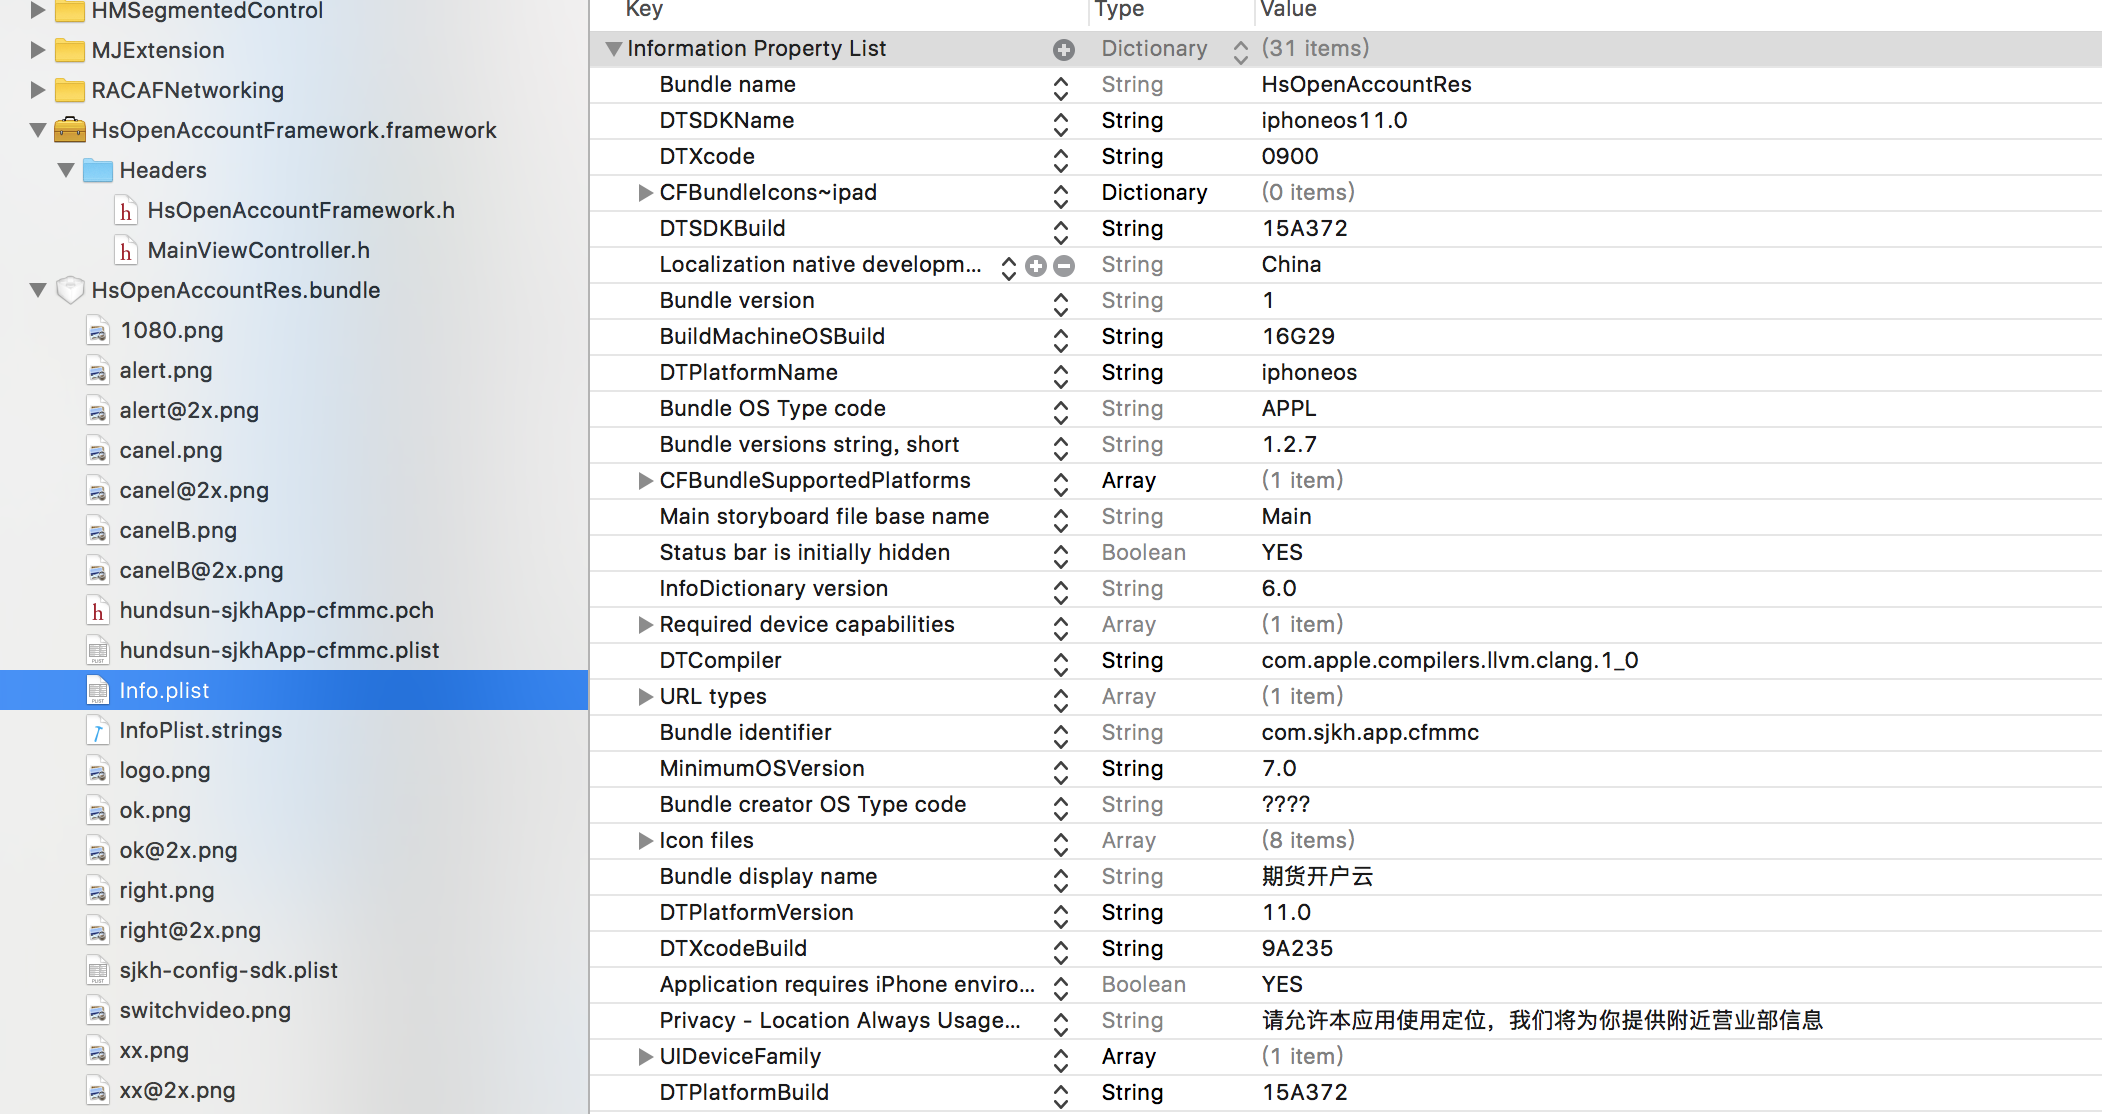 HMSegmentedControl
MJExtension
RACAFNetworking
HsOpenAccountFramework.framework
Headers
HsOpenAccountFramework.h
MainViewController.h
HsOpenAccountRes.bundle
1080.png
alert.png
alert@2x.png
canel.png
canel@2x.png
canelB.png
canelB@2x.png
hundsun-sjkhApp-cfmmc.pch
hundsun-sjkhApp-cfmmc.plist
Info.plist
InfoPlist.strings
logo.png
ok.png
ok@2x.png
right.png
right@2x.png
sjkh-config-sdk.plist
switchvideo.png
xx.png
xx@2x.png
Key Type Value
Information Property List Dictionary (31 items)
Bundle name String HsOpenAccountRes
DTSDKName String iphoneos11.0
DTXcode String 0900
CFBundleIcons~ipad Dictionary (0 items)
DTSDKBuild String 15A372
Localization native developm... String China
Bundle version String 1
BuildMachineOSBuild String 16G29
DTPlatformName String iphoneos
Bundle OS Type code String APPL
Bundle versions string, short String 1.2.7
CFBundleSupportedPlatforms Array (1 item)
Main storyboard file base name String Main
Status bar is initially hidden Boolean YES
InfoDictionary version String 6.0
Required device capabilities Array (1 item)
DTCompiler String com.apple.compilers.llvm.clang.1_0
URL types Array (1 item)
Bundle identifier String com.sjkh.app.cfmmc
MinimumOSVersion String 7.0
Bundle creator OS Type code String ????
Icon files Array (8 items)
Bundle display name String 期货开户云
DTPlatformVersion String 11.0
DTXcodeBuild String 9A235
Application requires iPhone enviro... Boolean YES
Privacy - Location Always Usage... String 请允许本应用使用定位，我们将为你提供附近营业部信息
UIDeviceFamily Array (1 item)
DTPlatformBuild String 15A372